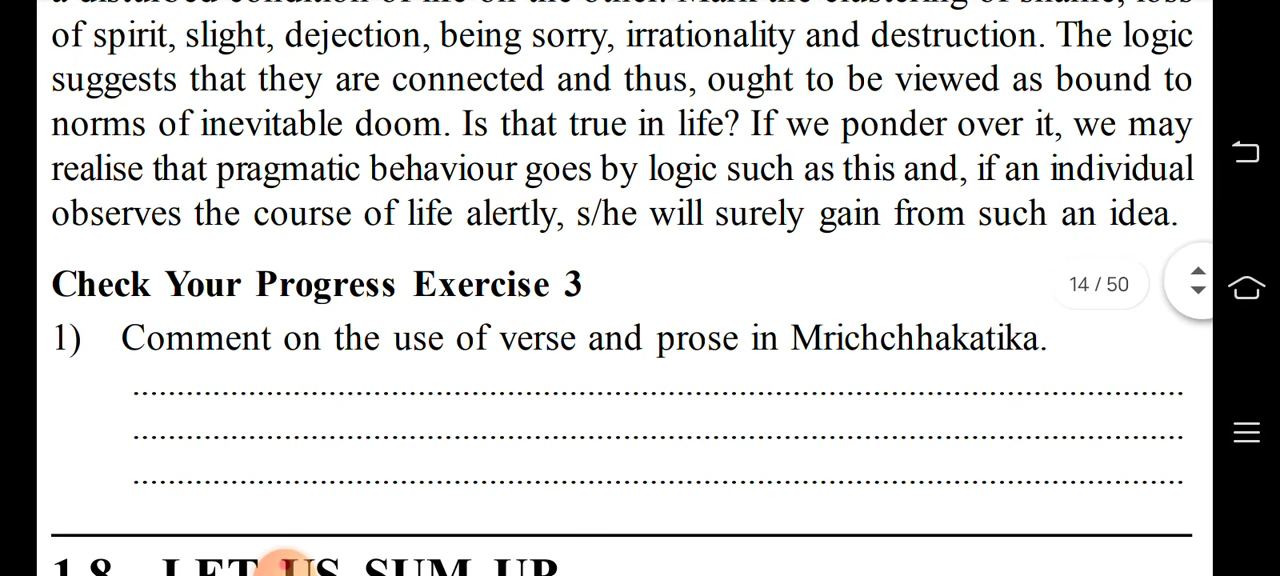 of spirit, slight, dejection, being sorry, irrationality and destruction. The logic
suggests that they are connected and thus, ought to be viewed as bound to
norms of inevitable doom. Is that true in life? If we ponder over it, we may
realise that pragmatic behaviour goes by logic such as this and, if an individual
observes the course of life alertly, s/he will surely gain from such an idea.
Check Your Progress Exercise 3
14 / 50
1) Comment on the use of verse and prose in Mrichchhakatika.
1.8 LET US SUM UP